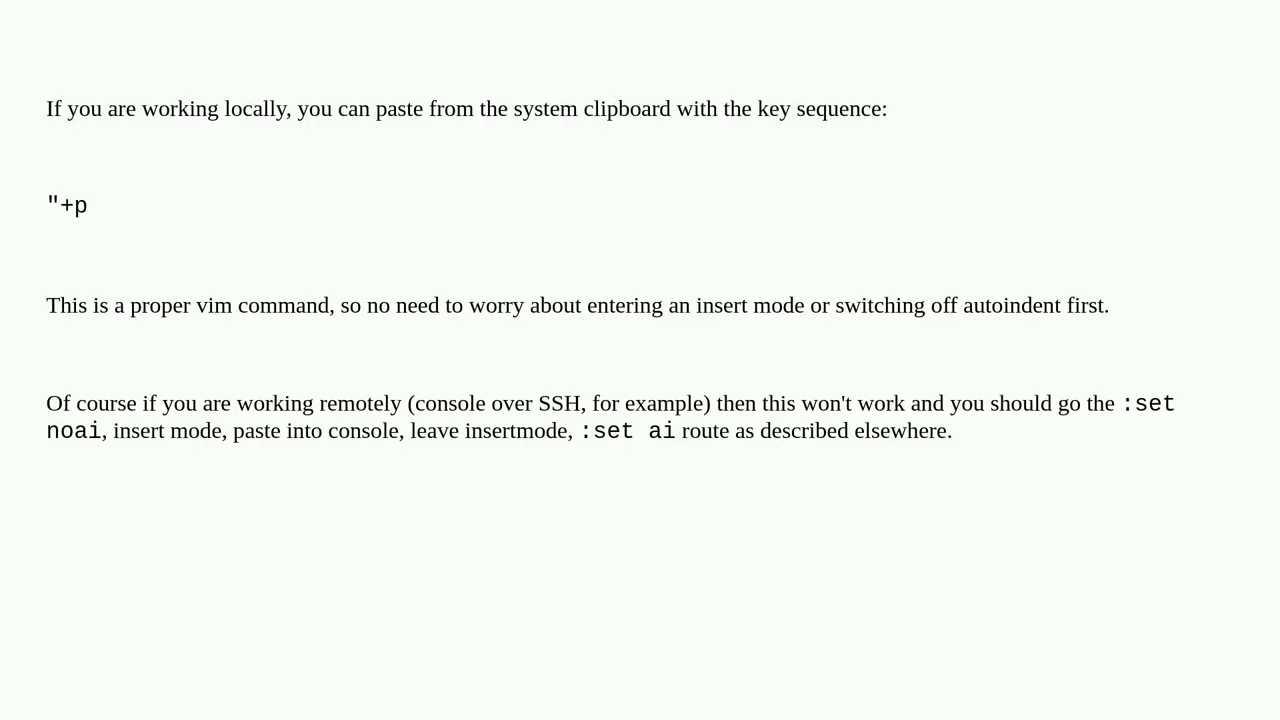 If you are working locally, you can paste from the system clipboard with the key sequence:
"+p
This is a proper vim command, so no need to worry about entering an insert mode or switching off autoindent first.
Of course if you are working remotely (console over SSH, for example) then this won't work and you should go the :set
noai, insert mode, paste into console, leave insertmode, :set ai route as described elsewhere.